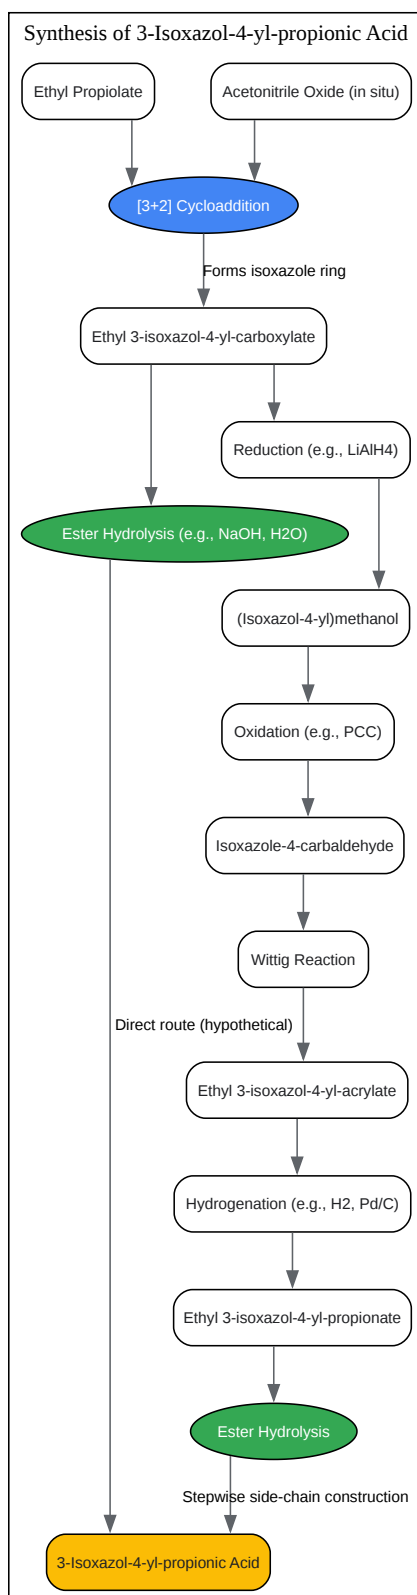 Synthesis of 3-Isoxazol-4-yl-propionic Acid
Ethyl Propiolate
Acetonitrile Oxide (in situ)
[3+2] Cycloaddition
Forms isoxazole ring
Ethyl 3-isoxazol-4-yl-carboxylate
Reduction (e.g., LiAlH4)
Ester Hydrolysis (e.g., NaOH, H2O)
(Isoxazol-4-yl)methanol
Oxidation (e.g., PCC)
Isoxazole-4-carbaldehyde
Wittig Reaction
Direct route (hypothetical)
Ethyl 3-isoxazol-4-yl-acrylate
Hydrogenation (e.g., H2, Pd/C)
Ethyl 3-isoxazol-4-yl-propionate
Ester Hydrolysis
Stepwise side-chain construction
3-Isoxazol-4-yl-propionic Acid